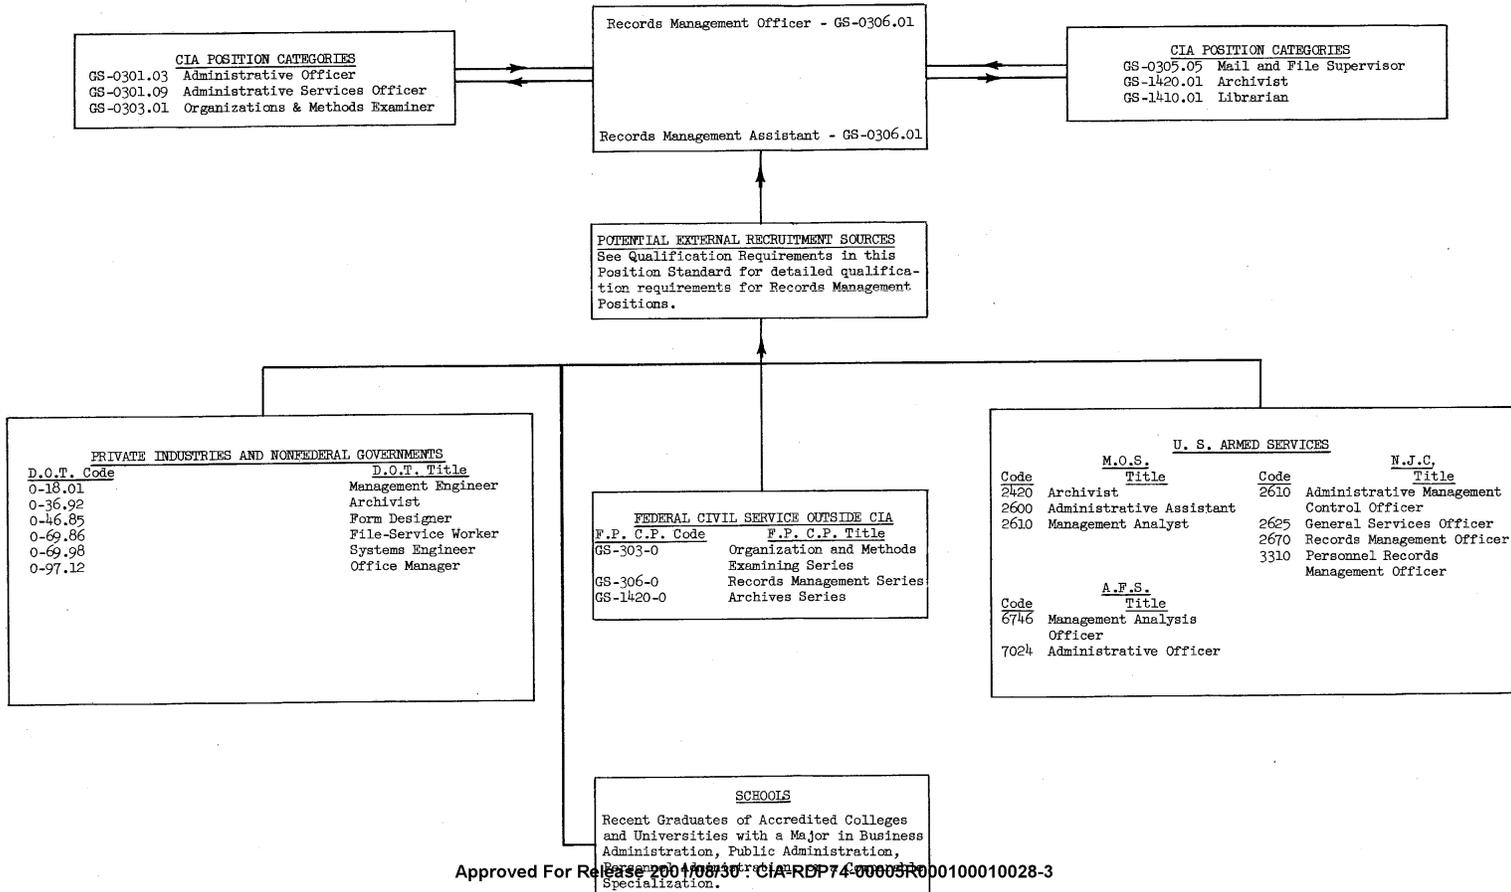 Records Management Officer - GS-0306.01
Records Management Assistant - GS-0306.01
CIA POSITION CATEGORIES
GS-0301.03 Administrative Officer
GS-0301.09 Administrative Services Officer
GS-0303.01 Organizations & Methods Examiner
CIA POSITION CATEGORIES
GS-0305.05 Mail and File Supervisor
GS-1420.01 Archivist
GS-1410.01 Librarian
POTENTIAL EXTERNAL RECRUITMENT SOURCES
See Qualification Requirements in this
Position Standard for detailed qualifica-
tion requirements for Records Management
Positions.
PRIVATE INDUSTRIES AND NONFEDERAL GOVERNMENTS
D.O.T. Code D.O.T. Title
0-18.01 Management Engineer
0-36.92 Archivist
0-46.85 Form Designer
0-69.86 File-Service Worker
0-69.98 Systems Engineer
0-97.12 Office Manager
FEDERAL CIVIL SERVICE OUTSIDE CIA
F.P. C.P. Code F.P. C.P. Title
GS-303-0 Organization and Methods
Examining Series
GS-306-0 Records Management Series
GS-1420-0 Archives Series
U. S. ARMED SERVICES
M.O.S.
Code Title
2420 Archivist
2600 Administrative Assistant
2610 Management Analyst
N.J.C.
Code Title
2610 Administrative Management
Control Officer
2625 General Services Officer
2670 Records Management Officer
3310 Personnel Records
Management Officer
A.F.S.
Code Title
6746 Management Analysis
Officer
7024 Administrative Officer
SCHOOLS
Recent Graduates of Accredited Colleges
and Universities with a Major in Business
Administration, Public Administration,
Personnel Administration
Specialization.
Approved For Release 2001/08/30 : CIA-RDP74-00005R000100010028-3